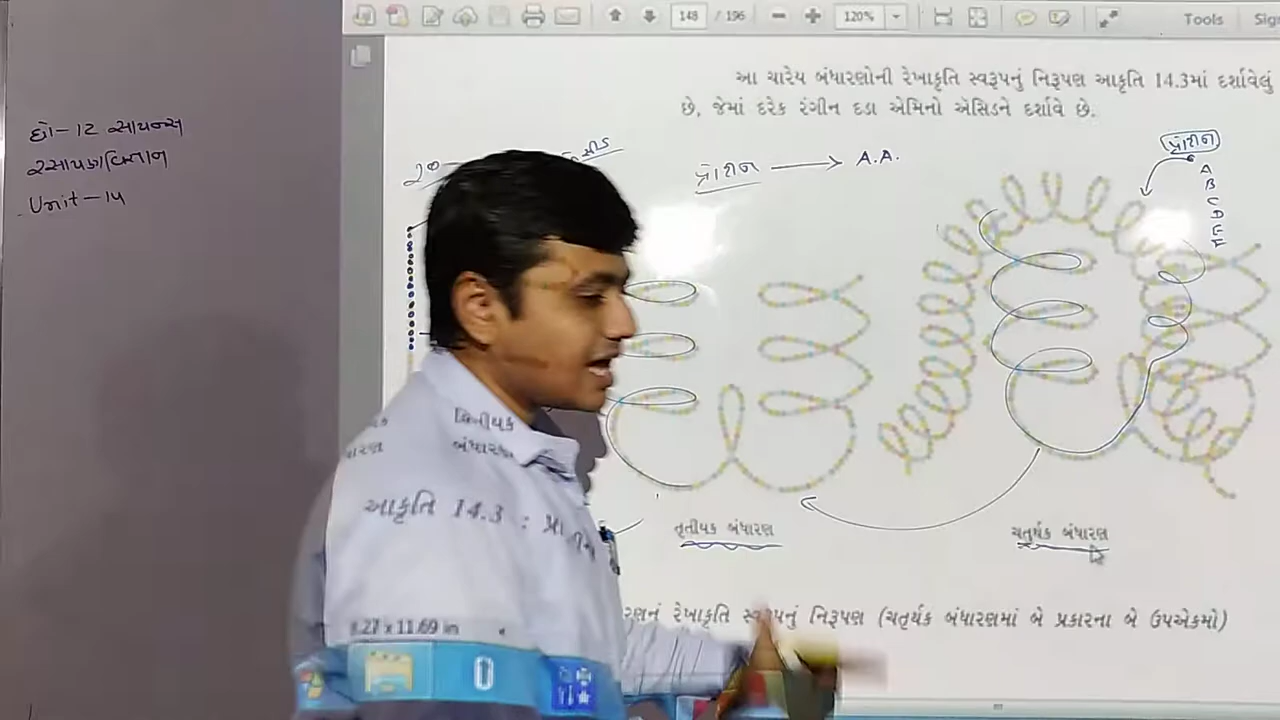 148 / 196
120%
Tools
આ ચારેય બંધારણોની રેખાકૃતિ સ્વરૂપનું નિરૂપણ આકૃતિ 14.3માં દર્શાવેલું
છે, જેમાં દરેક રંગીન દડા એમિનો ઍસિડને દર્શાવે છે.
ધો-12 સાયન્સ
રસાયણવિજ્ઞાન
Unit-14
20
પ્રોટીન → A.A.
પ્રોટીન
A
B
C
D
E
F
દ્વિતીયક
બંધારણ
આકૃતિ 14.3 :
તૃતીયક બંધારણ
ચતુર્થક બંધારણ
રેખાકૃતિ સ્વરૂપનું નિરૂપણ (ચતુર્થક બંધારણમાં બે પ્રકારના બે ઉપએકમો)
8.27 x 11.69 in